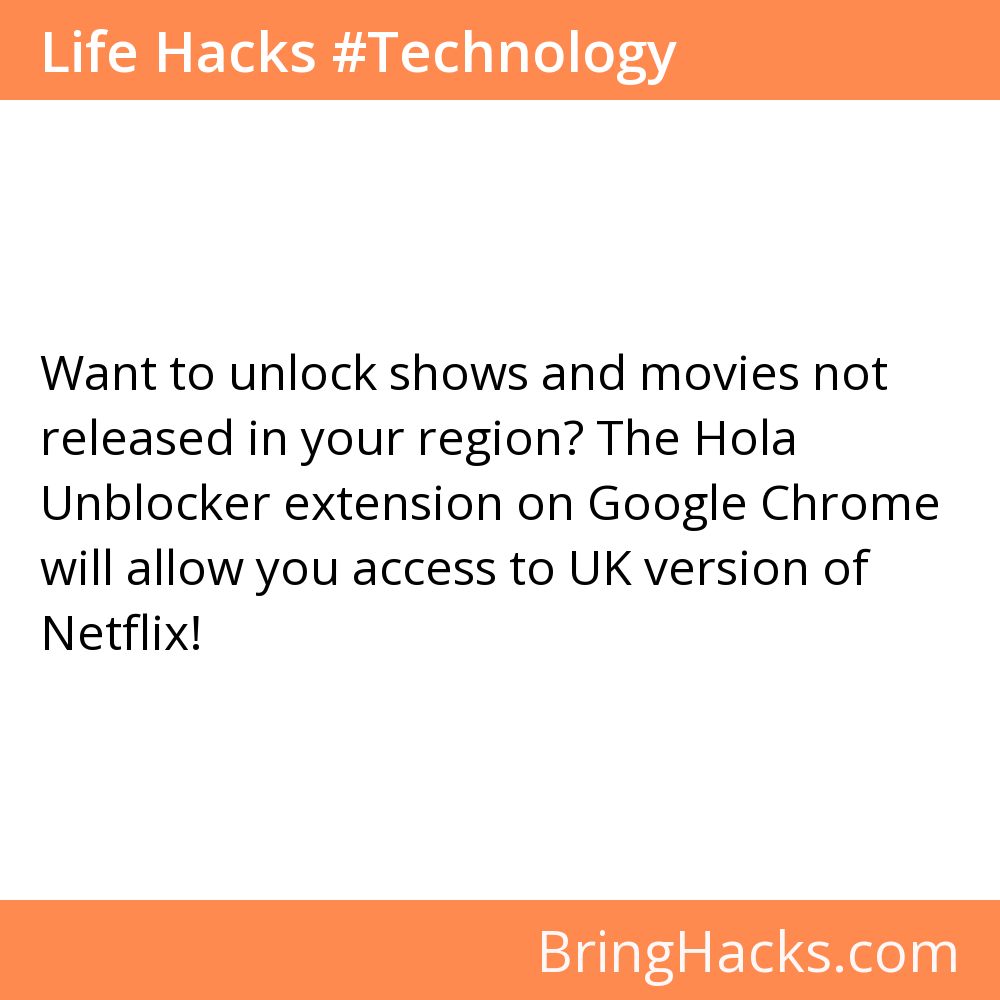 Life Hacks #Technology
Want to unlock shows and movies not
released in your region? The Hola
Unblocker extension on Google Chrome
will allow you access to UK version of
Netflix!
BringHacks.com